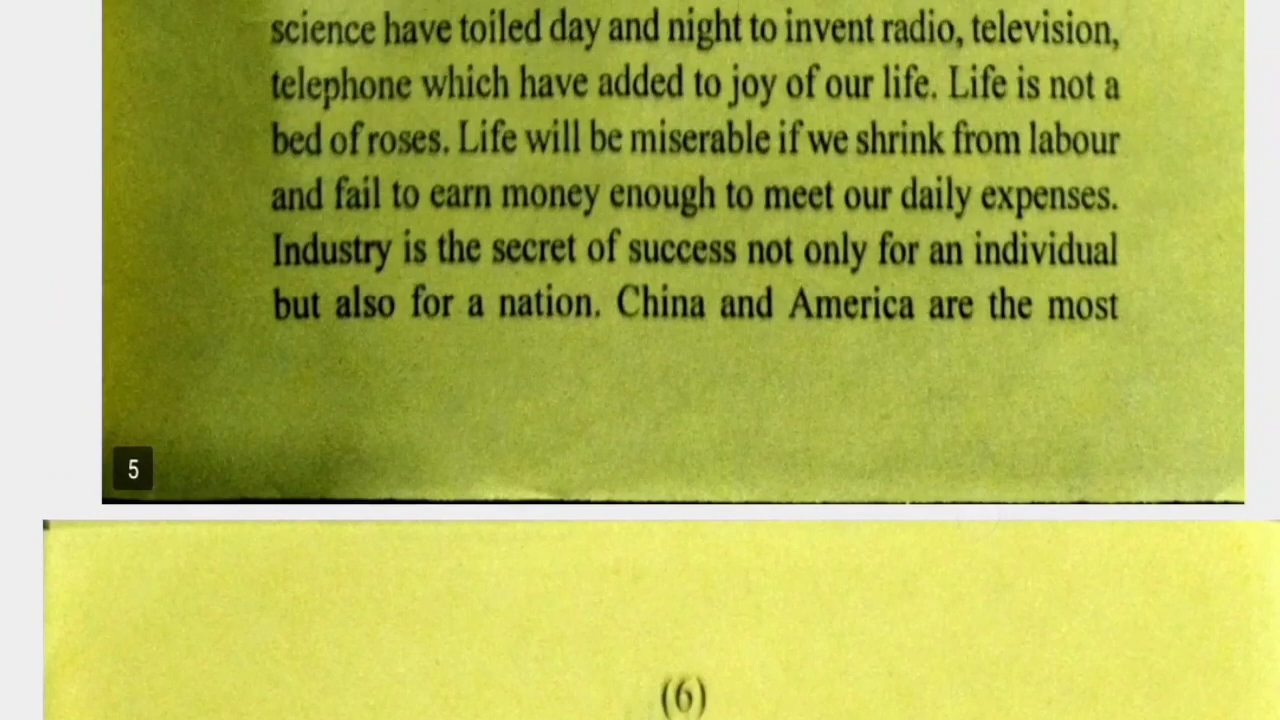 science have toiled day and night to invent radio, television,
telephone which have added to joy of our life. Life is not a
bed of roses. Life will be miserable if we shrink from labour
and fail to earn money enough to meet our daily expenses.
Industry is the secret of success not only for an individual
but also for a nation. China and America are the most
5
(6)